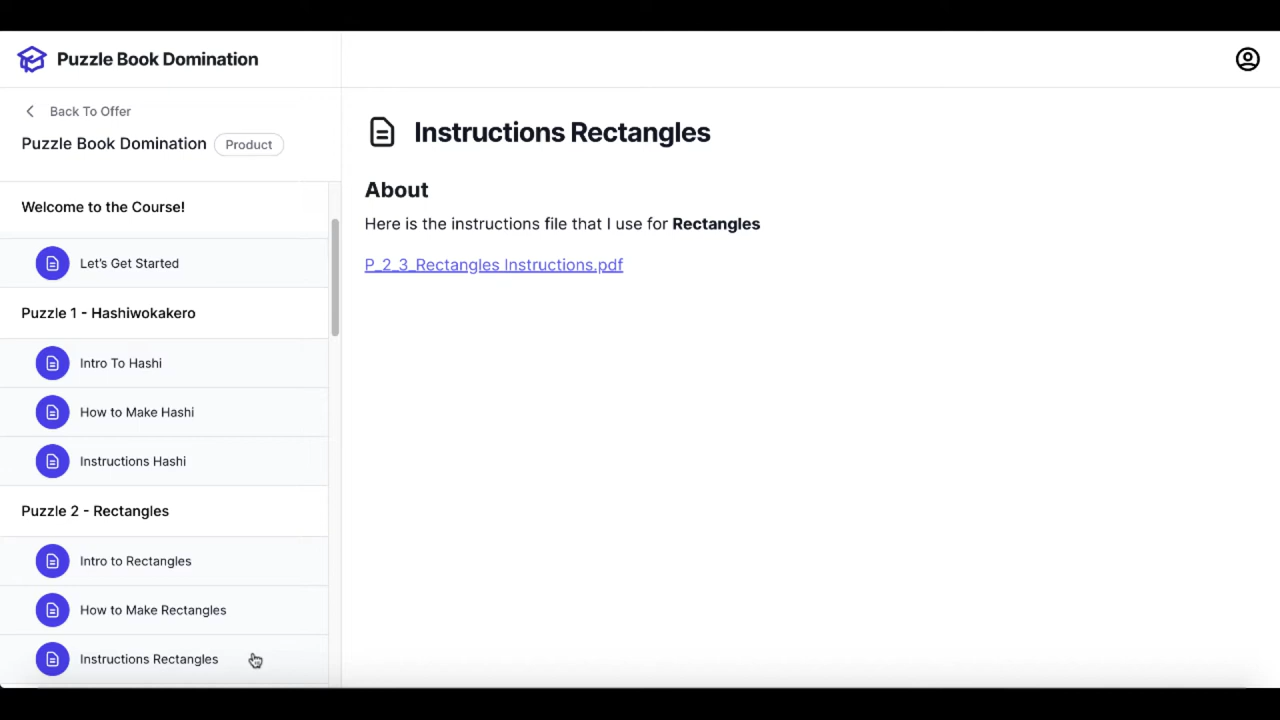 Puzzle Book Domination
Back To Offer
Puzzle Book Domination Product
Welcome to the Course!
Let's Get Started
Puzzle 1 - Hashiwokakero
Intro To Hashi
How to Make Hashi
Instructions Hashi
Puzzle 2 - Rectangles
Intro to Rectangles
How to Make Rectangles
Instructions Rectangles
Instructions Rectangles
About
Here is the instructions file that I use for Rectangles
P_2_3_Rectangles Instructions.pdf